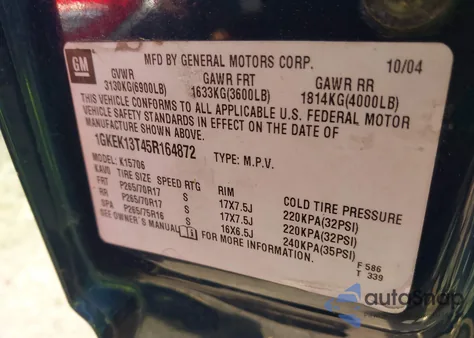 GM
MFD BY GENERAL MOTORS CORP. 10/04
GVWR GAWR FRT GAWR RR
3130KG(6900LB) 1633KG(3600LB) 1814KG(4000LB)
THIS VEHICLE CONFORMS TO ALL APPLICABLE U.S. FEDERAL MOTOR
VEHICLE SAFETY STANDARDS IN EFFECT ON THE DATE OF
MANUFACTURE SHOWN ABOVE.
1GKEK13T45R164872 TYPE: M.P.V.
MODEL: K15706
KAVO TIRE SIZE SPEED RTG RIM COLD TIRE PRESSURE
FRT P265/70R17 S 17X7.5J 220KPA(32PSI)
RR P265/70R17 S 17X7.5J 220KPA(32PSI)
SPA P265/75R16 S 16X6.5J 240KPA(35PSI)
SEE OWNER'S MANUAL FOR MORE INFORMATION.
F 586
T 339
autoSnap